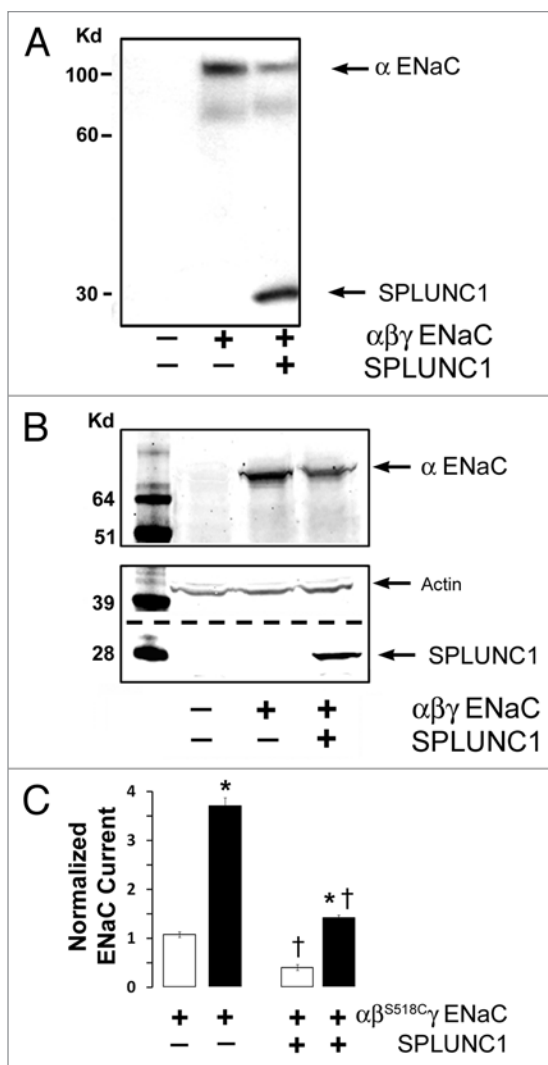 A
Kd
100
α ENaC
60
30
SPLUNC1
– + + αβγ ENaC
– – + SPLUNC1
B
Kd
α ENaC
64
51
Actin
39
28
SPLUNC1
– + + αβγ ENaC
– – + SPLUNC1
C
Normalized
ENaC Current
4
3
2
1
0
*
†
* †
+ + + + αβS518Cγ ENaC
– – + + SPLUNC1